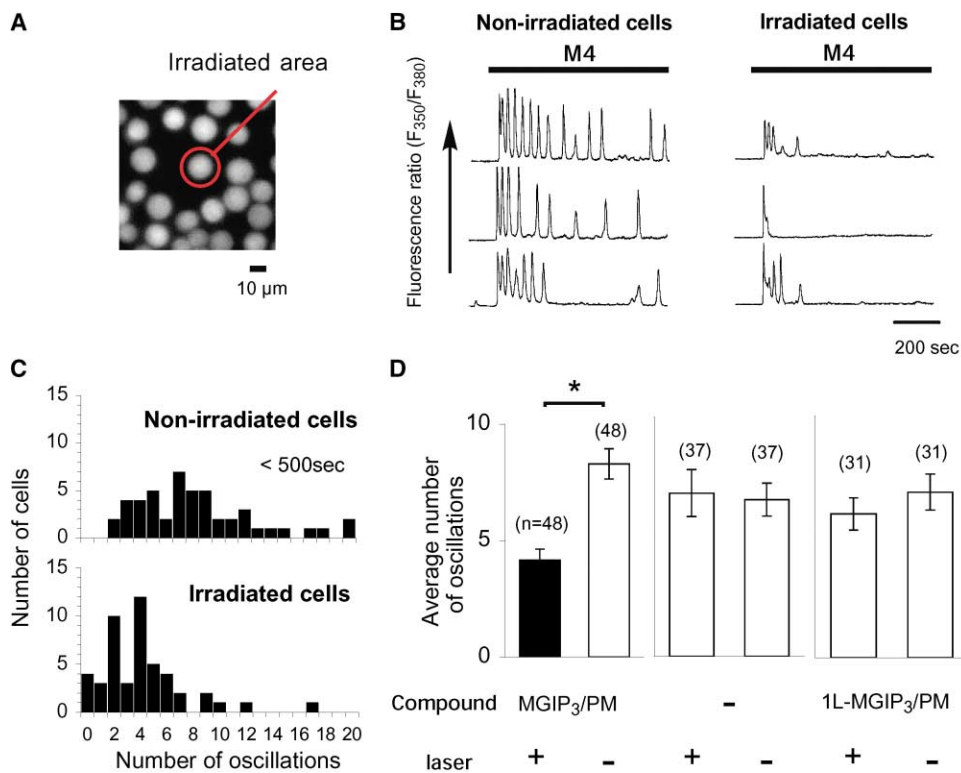 A
Irradiated area
10 µm
B
Non-irradiated cells
Irradiated cells
M4
M4
Fluorescence ratio (F350/F380)
200 sec
C
15
Non-irradiated cells
10
< 500sec
5
0
Number of cells
15
Irradiated cells
10
5
0
0 2 4 6 8 10 12 14 16 18 20
Number of oscillations
D
*
10
(48)
(37)
(37)
(31)
(31)
(n=48)
5
0
Average number
of oscillations
Compound MGIP3/PM - 1L-MGIP3/PM
laser + - + - + -